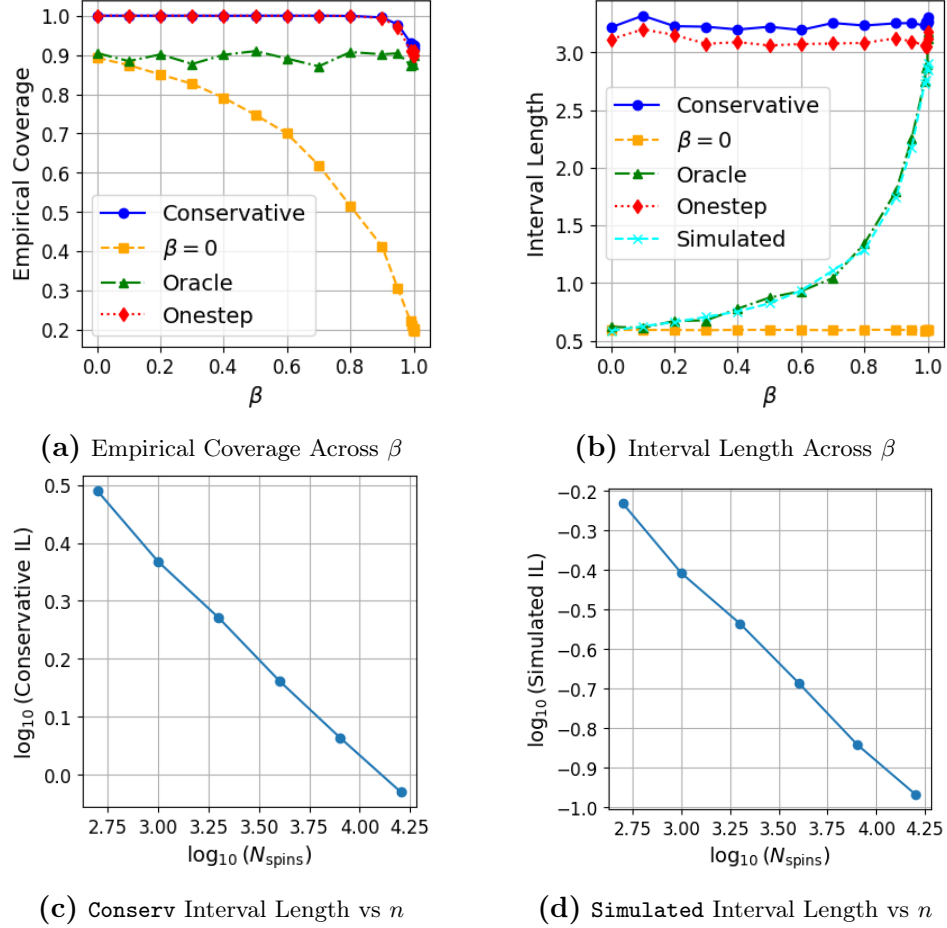 1.0
0.9
0.8
0.7
0.6
0.5
0.4
0.3
0.2
Empirical Coverage
Conservative
β = 0
Oracle
Onestep
0.0 0.2 0.4 0.6 0.8 1.0
β
(a) Empirical Coverage Across β
3.0
2.5
2.0
1.5
1.0
0.5
Interval Length
Conservative
β = 0
Oracle
Onestep
Simulated
0.0 0.2 0.4 0.6 0.8 1.0
β
(b) Interval Length Across β
0.5
0.4
0.3
0.2
0.1
0.0
log10 (Conservative IL)
2.75 3.00 3.25 3.50 3.75 4.00 4.25
log10 (Nspins)
(c) Conserv Interval Length vs n
−0.2
−0.3
−0.4
−0.5
−0.6
−0.7
−0.8
−0.9
−1.0
log10 (Simulated IL)
2.75 3.00 3.25 3.50 3.75 4.00 4.25
log10 (Nspins)
(d) Simulated Interval Length vs n